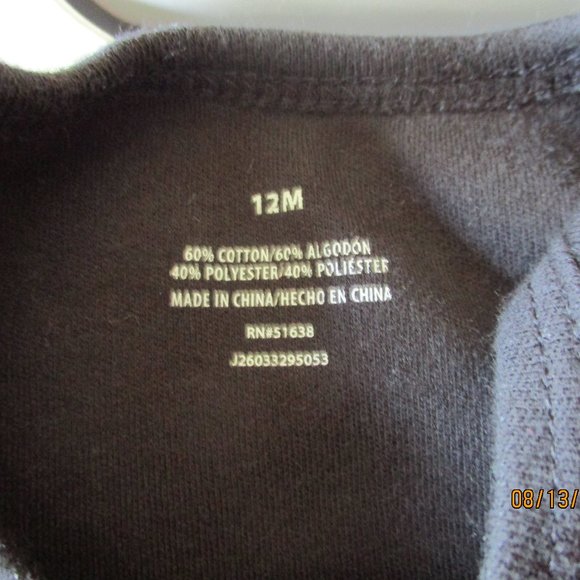 12M
60% COTTON/60% ALGODÓN
40% POLYESTER/40% POLIÉSTER
MADE IN CHINA/HECHO EN CHINA
RN#51638
J26033295053
08/13/